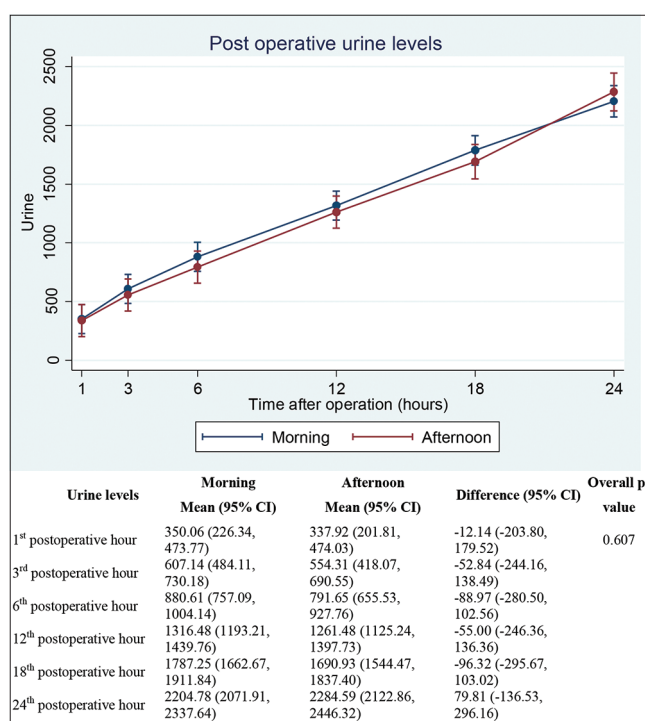 Post operative urine levels
2500
2000
1500
1000
500
0
Urine
1 3 6 12 18 24
Time after operation (hours)
Morning Afternoon
Urine levels Morning Mean (95% CI) Afternoon Mean (95% CI) Difference (95% CI) Overall p value
1st postoperative hour 350.06 (226.34, 473.77) 337.92 (201.81, 474.03) -12.14 (-203.80, 179.52) 0.607
3rd postoperative hour 607.14 (484.11, 730.18) 554.31 (418.07, 690.55) -52.84 (-244.16, 138.49)
6th postoperative hour 880.61 (757.09, 1004.14) 791.65 (655.53, 927.76) -88.97 (-280.50, 102.56)
12th postoperative hour 1316.48 (1193.21, 1439.76) 1261.48 (1125.24, 1397.73) -55.00 (-246.36, 136.36)
18th postoperative hour 1787.25 (1662.67, 1911.84) 1690.93 (1544.47, 1837.40) -96.32 (-295.67, 103.02)
24th postoperative hour 2204.78 (2071.91, 2337.64) 2284.59 (2122.86, 2446.32) 79.81 (-136.53, 296.16)